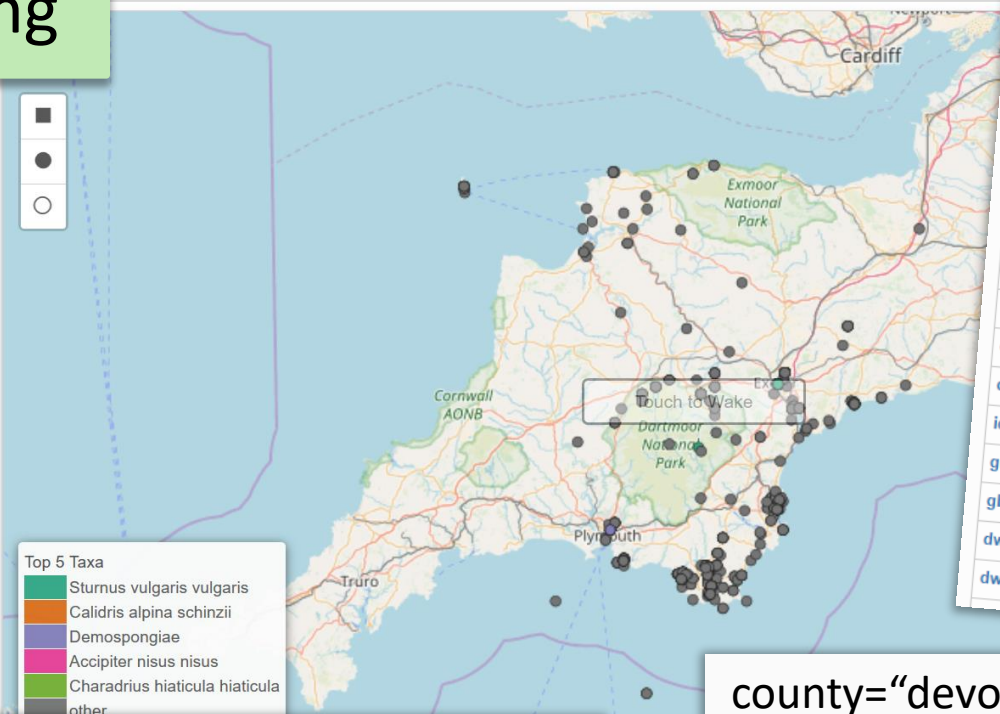 ng
Cardiff
Exmoor
National
Park
Cornwall
AONB
Touch to Wake
Dartmoor
National
Park
Plymouth
Truro
Top 5 Taxa
Sturnus vulgaris vulgaris
Calidris alpina schinzii
Demospongiae
Accipiter nisus nisus
Charadrius hiaticula hiaticula
other
county=“devo